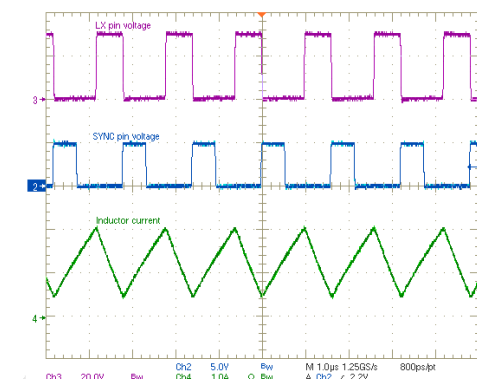 LX pin voltage
3
SYNC pin voltage
2
Inductor current
4
Ch2 5.0V Bw M 1.0µs 1.25GS/s 800ps/pt
Ch3 20.0V Bw Ch4 1.0A Ω Bw A Ch2 / 2.2V